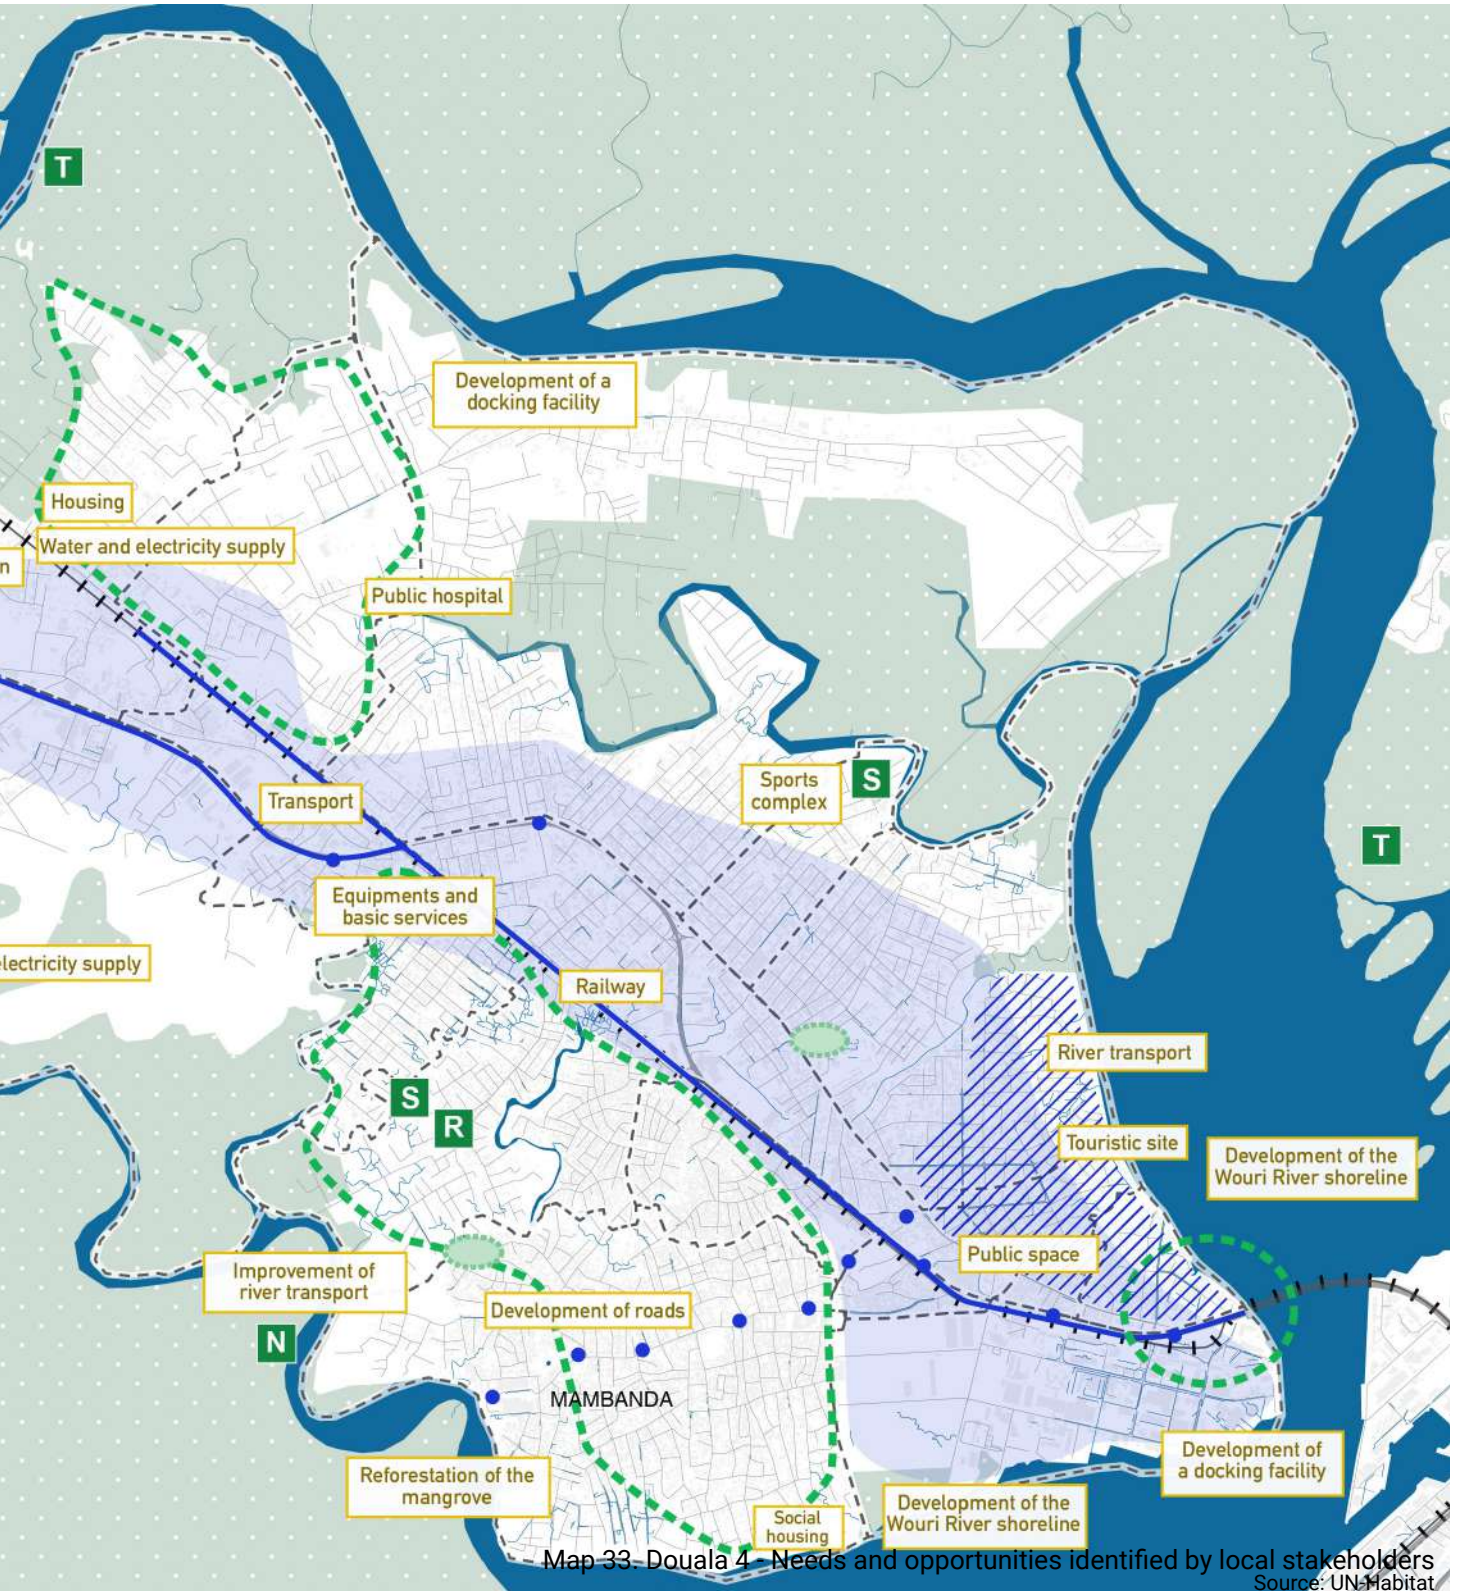 T
Development of a
docking facility
Housing
Water and electricity supply
n
Public hospital
Sports
complex
S
Transport
T
Equipments and
basic services
lectricity supply
Railway
River transport
S
R
Touristic site
Development of the
Wouri River shoreline
Public space
Improvement of
river transport
Development of roads
N
MAMBANDA
Development of
a docking facility
Reforestation of the
mangrove
Development of the
Wouri River shoreline
Social
housing
Map 33. Douala 4 - Needs and opportunities identified by local stakeholders
Source: UN-Habitat